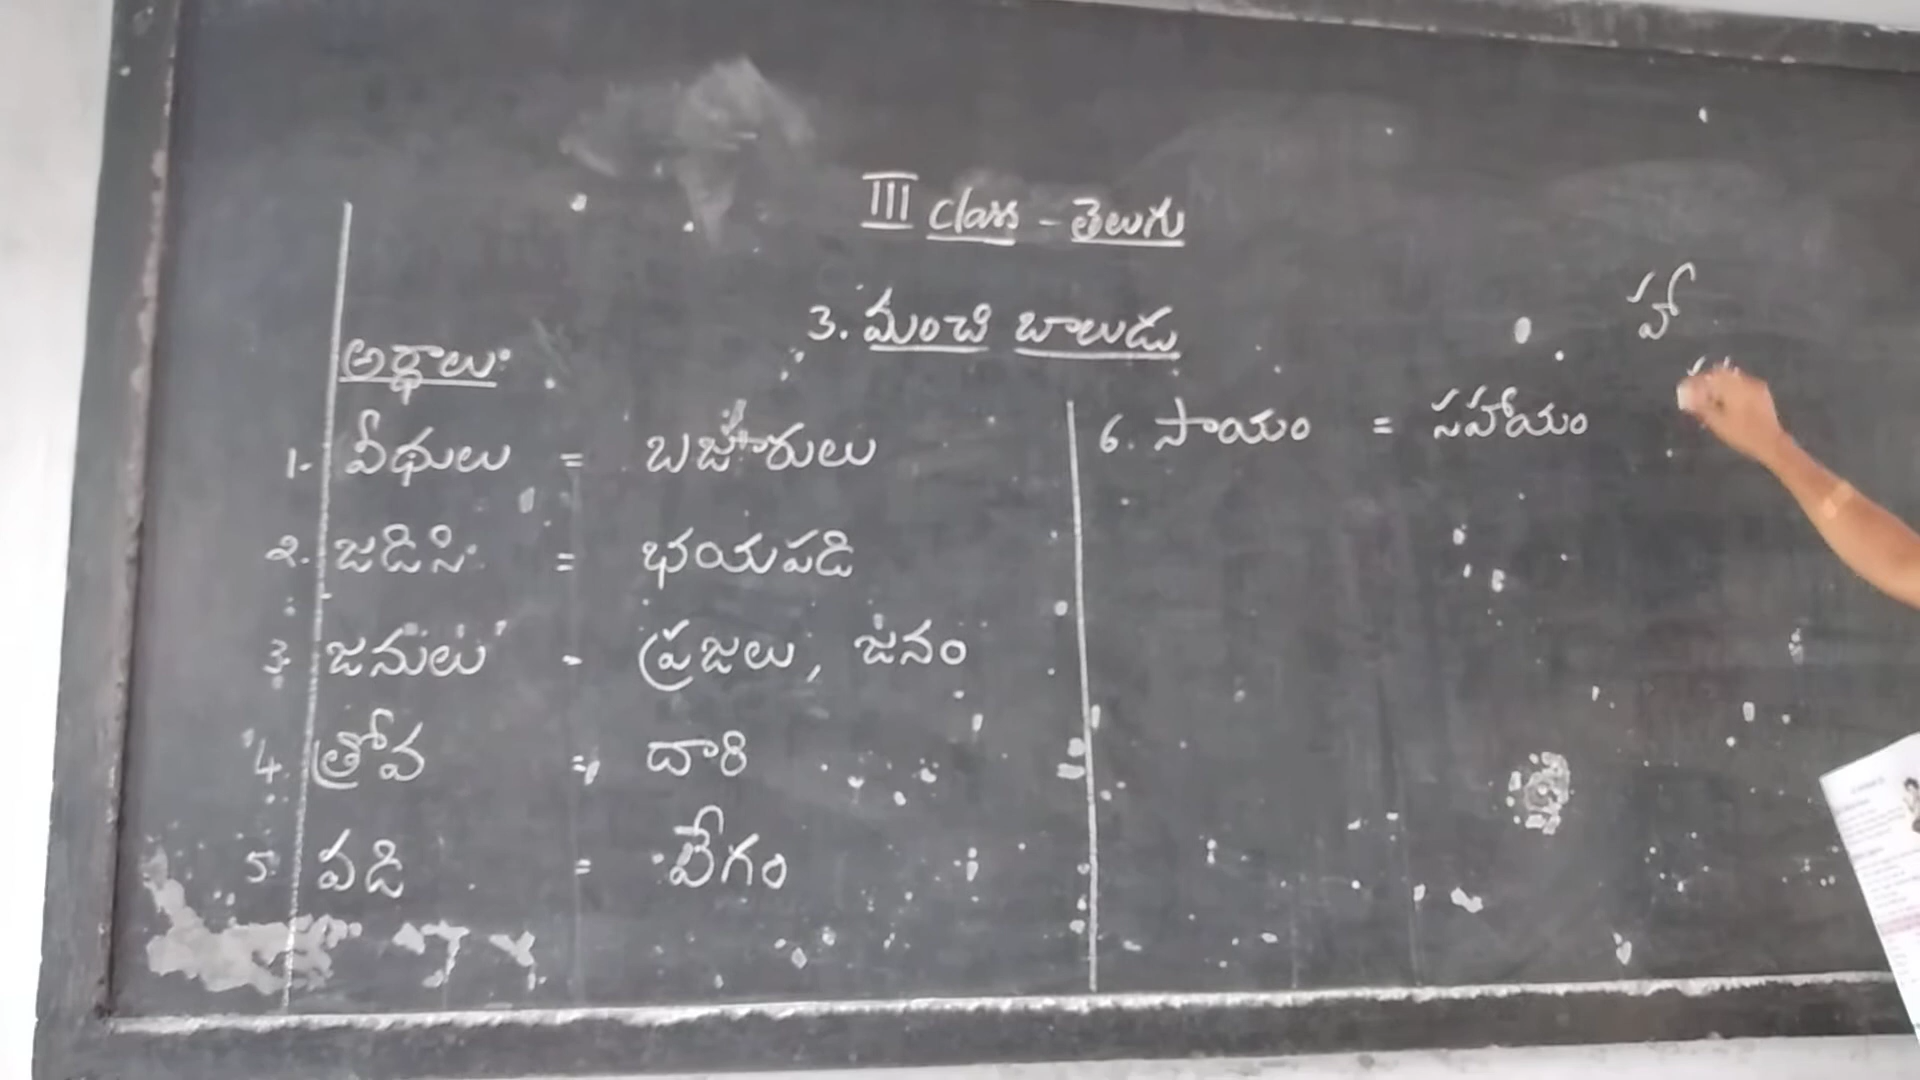 III class - తెలుగు
3. మంచి బాలుడు
అర్థాలు:
1. వీథులు = బజారులు
2. జడిసి = భయపడి
3. జనులు - ప్రజలు, జనం
4. త్రోవ = దారి
5. వడి = వేగం
6. సాయం = సహాయం
హా